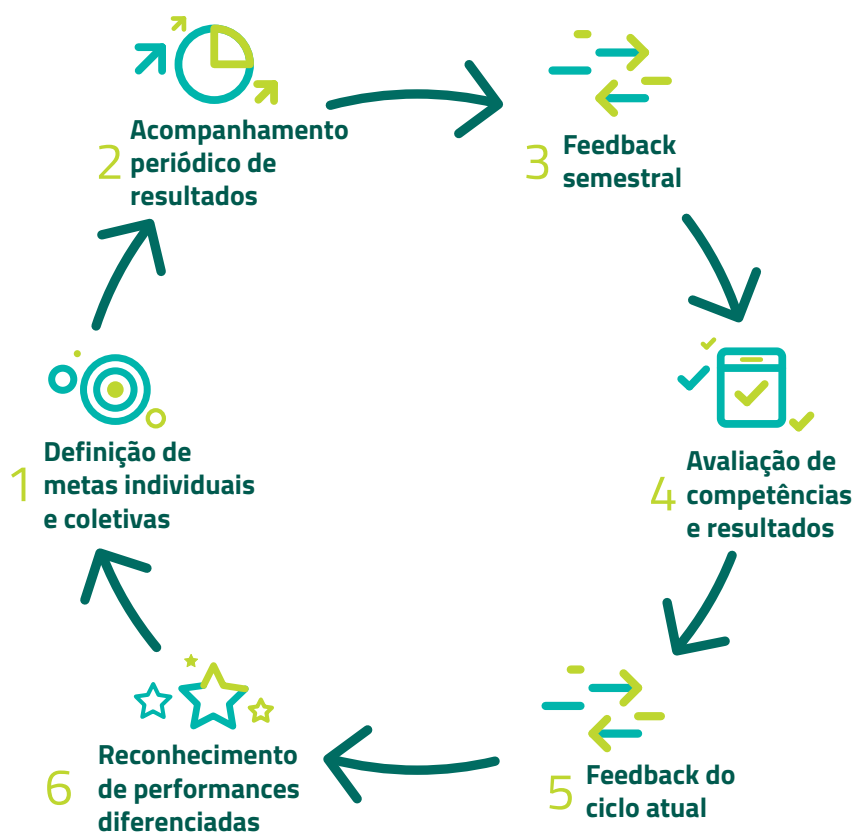 1
Definição de
metas individuais
e coletivas
2
Acompanhamento
periódico de
resultados
3
Feedback
semestral
4
Avaliação de
competências
e resultados
5
Feedback do
ciclo atual
6
Reconhecimento
de performances
diferenciadas